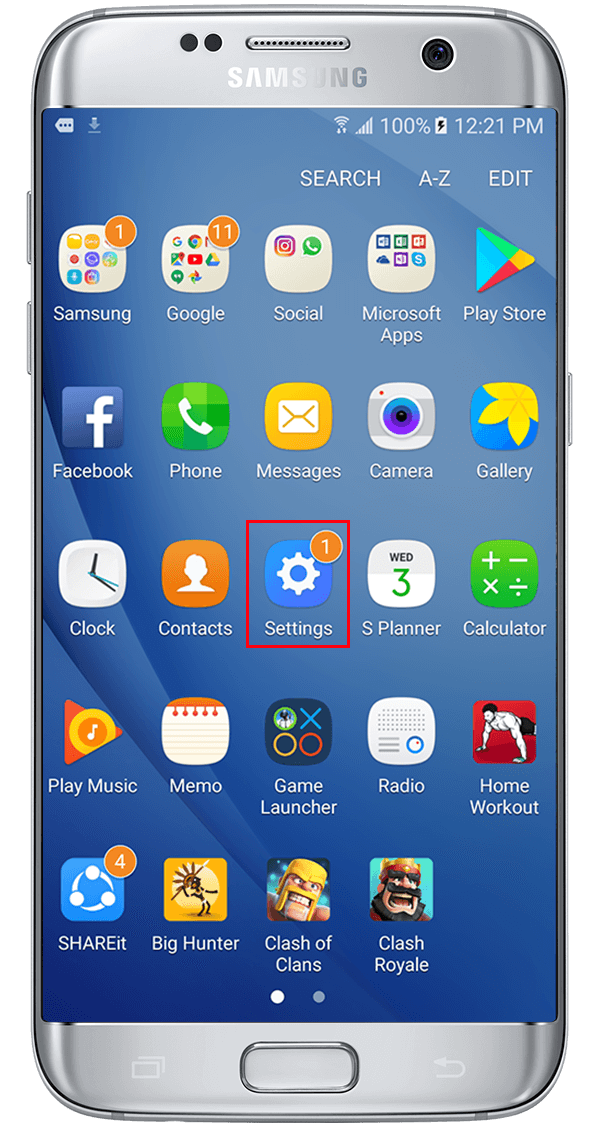 SAMSUNG
100% 12:21 PM
SEARCH A-Z EDIT
1 11
Samsung Google Social Microsoft Apps Play Store
Facebook Phone Messages Camera Gallery
1 WED 3
Clock Contacts Settings S Planner Calculator
Play Music Memo Game Launcher Radio Home Workout
4
SHAREit Big Hunter Clash of Clans Clash Royale